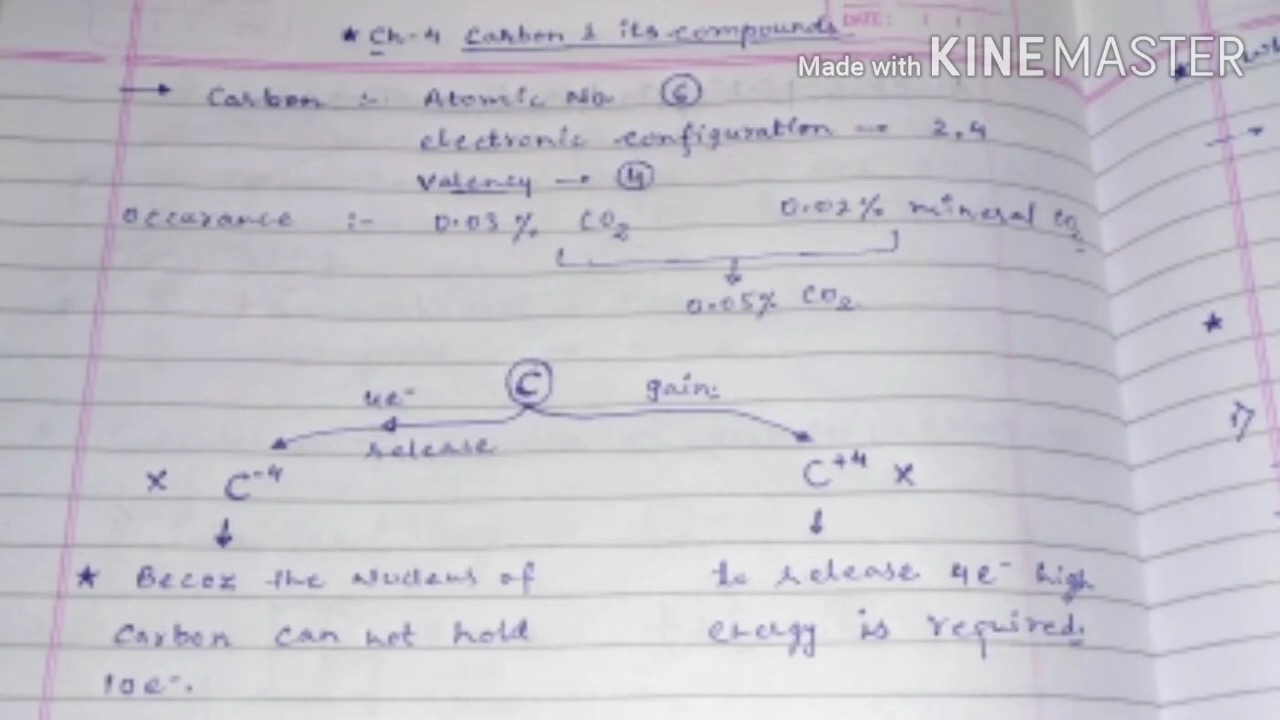 DATE:
* Ch-4 Carbon & its compounds
Made with KINEMASTER
→ Carbon :- Atomic No. 6
electronic configuration → 2,4
Valency → 4
Occurance :- 0.03% CO2 0.02% mineral CO2
0.05% CO2
C
4e- gain:
release
x C-4 C+4 x
* Becoz the nucleus of to release 4e- high
Carbon can not hold energy is required.
10e-.
1)